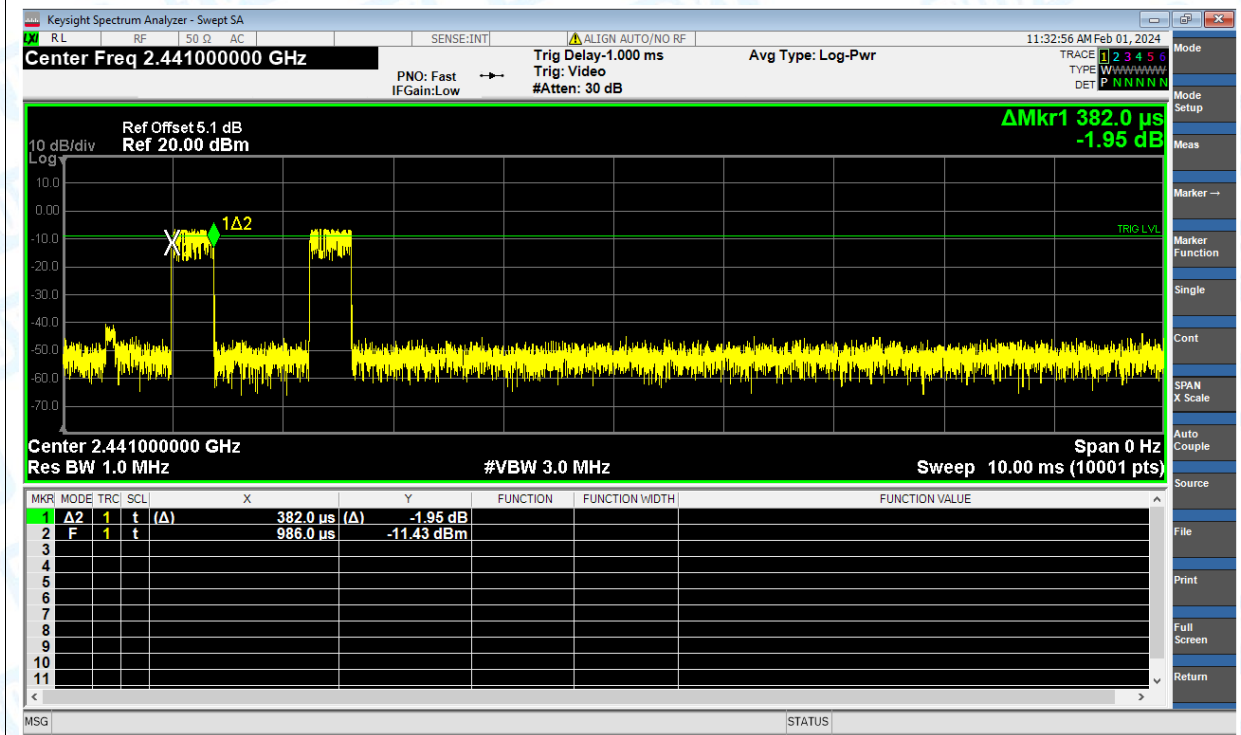 Keysight Spectrum Analyzer - Swept SA
LXI RL RF 50 Ω AC SENSE:INT ALIGN AUTO/NO RF 11:32:56 AM Feb 01, 2024
Center Freq 2.441000000 GHz
PNO: Fast
IFGain:Low
Trig Delay-1.000 ms
Trig: Video
#Atten: 30 dB
Avg Type: Log-Pwr
TRACE 1 2 3 4 5 6
TYPE WWWWWWW
DET P N N N N N
ΔMkr1 382.0 µs
-1.95 dB
Ref Offset 5.1 dB
10 dB/div Ref 20.00 dBm
Log
10.0
0.00
-10.0
-20.0
-30.0
-40.0
-50.0
-60.0
-70.0
X
1Δ2
TRIG LVL
Center 2.441000000 GHz Span 0 Hz
Res BW 1.0 MHz #VBW 3.0 MHz Sweep 10.00 ms (10001 pts)
MKR MODE TRC SCL X Y FUNCTION FUNCTION WIDTH FUNCTION VALUE
1 Δ2 1 t (Δ) 382.0 µs (Δ) -1.95 dB
2 F 1 t 986.0 µs -11.43 dBm
3
4
5
6
7
8
9
10
11
MSG STATUS
Mode
Mode
Setup
Meas
Marker →
Marker
Function
Single
Cont
SPAN
X Scale
Auto
Couple
Source
File
Print
Full
Screen
Return